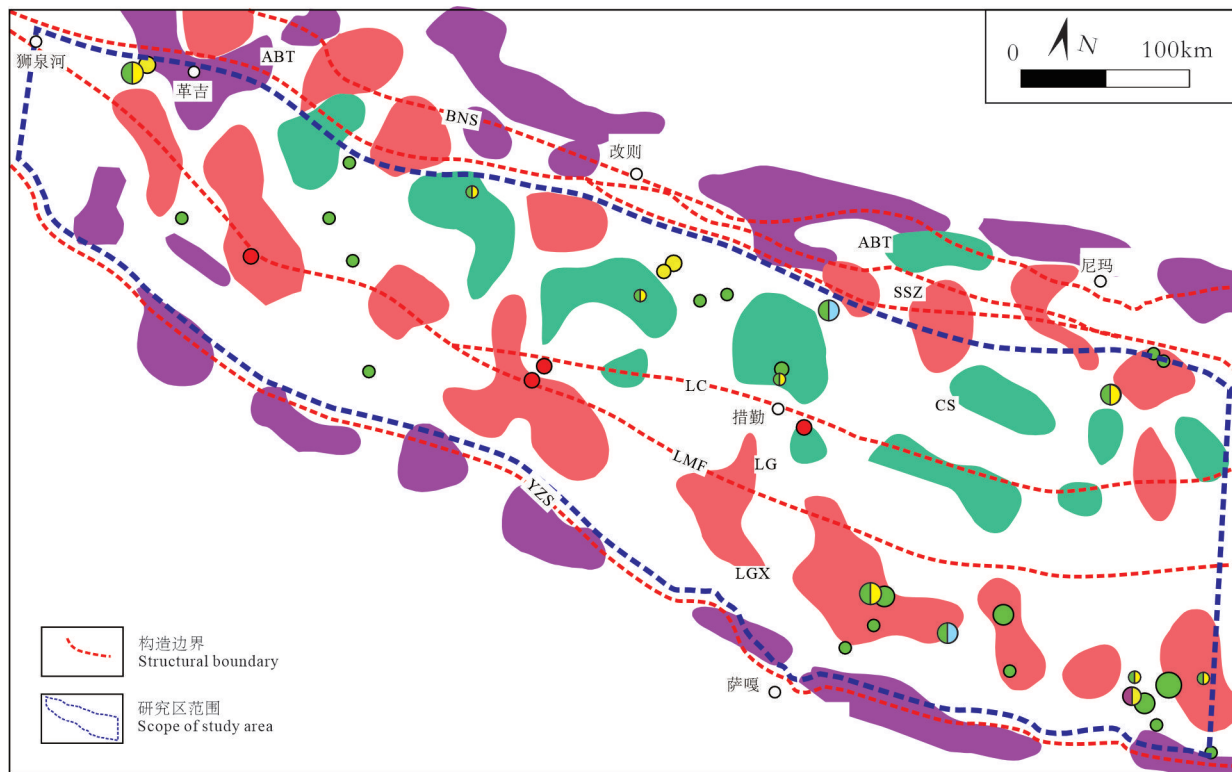 0 N 100km
狮泉河
ABT
革吉
BNS
改则
ABT
尼玛
SSZ
LC
CS
措勤
LMF
LG
YZS
LGX
构造边界
Structural boundary
萨嘎
研究区范围
Scope of study area